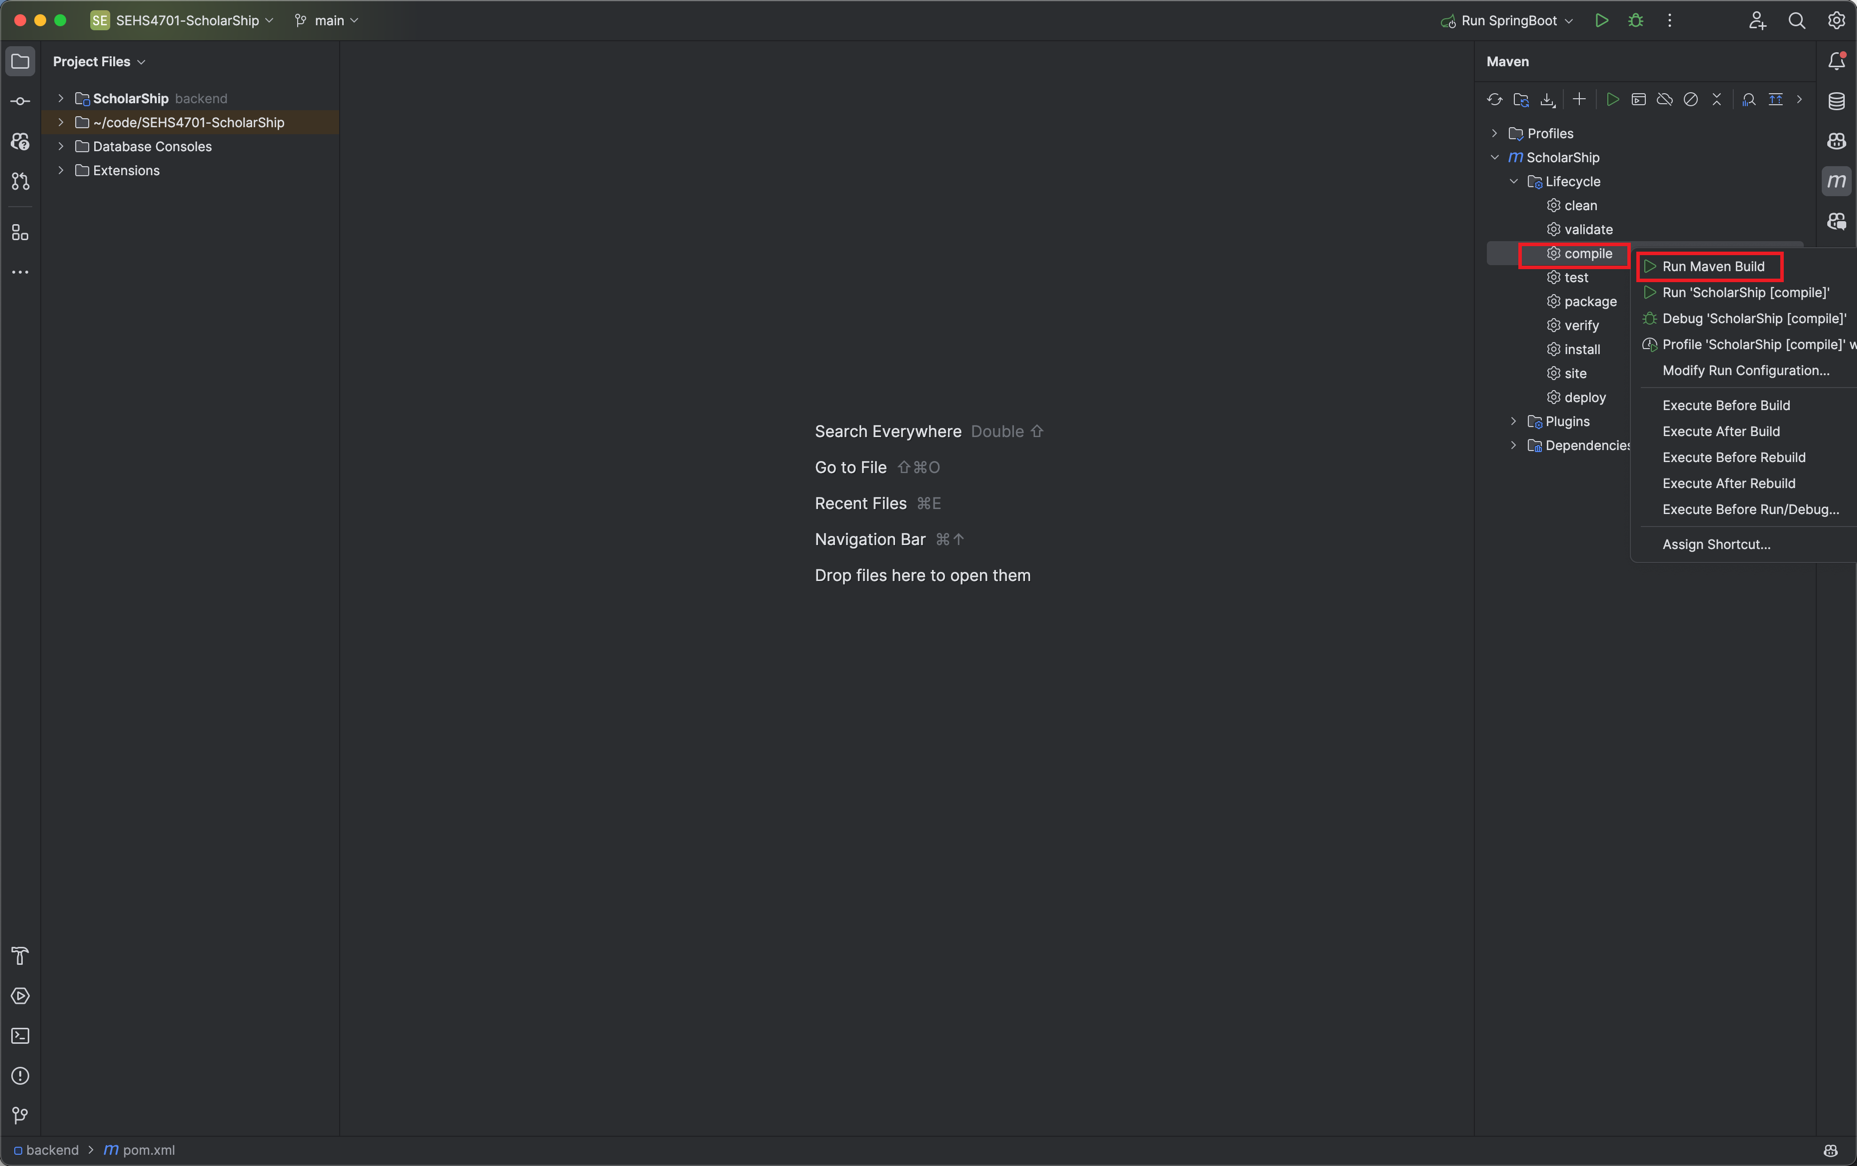 SE SEHS4701-ScholarShip main Run SpringBoot
Project Files
ScholarShip backend
~/code/SEHS4701-ScholarShip
Database Consoles
Extensions
Search Everywhere Double ⇧
Go to File ⇧⌘O
Recent Files ⌘E
Navigation Bar ⌘↑
Drop files here to open them
Maven
Profiles
m ScholarShip
Lifecycle
clean
validate
compile
test
package
verify
install
site
deploy
Plugins
Dependencies
Run Maven Build
Run 'ScholarShip [compile]'
Debug 'ScholarShip [compile]'
Profile 'ScholarShip [compile]' w
Modify Run Configuration...
Execute Before Build
Execute After Build
Execute Before Rebuild
Execute After Rebuild
Execute Before Run/Debug...
Assign Shortcut...
m
backend > m pom.xml